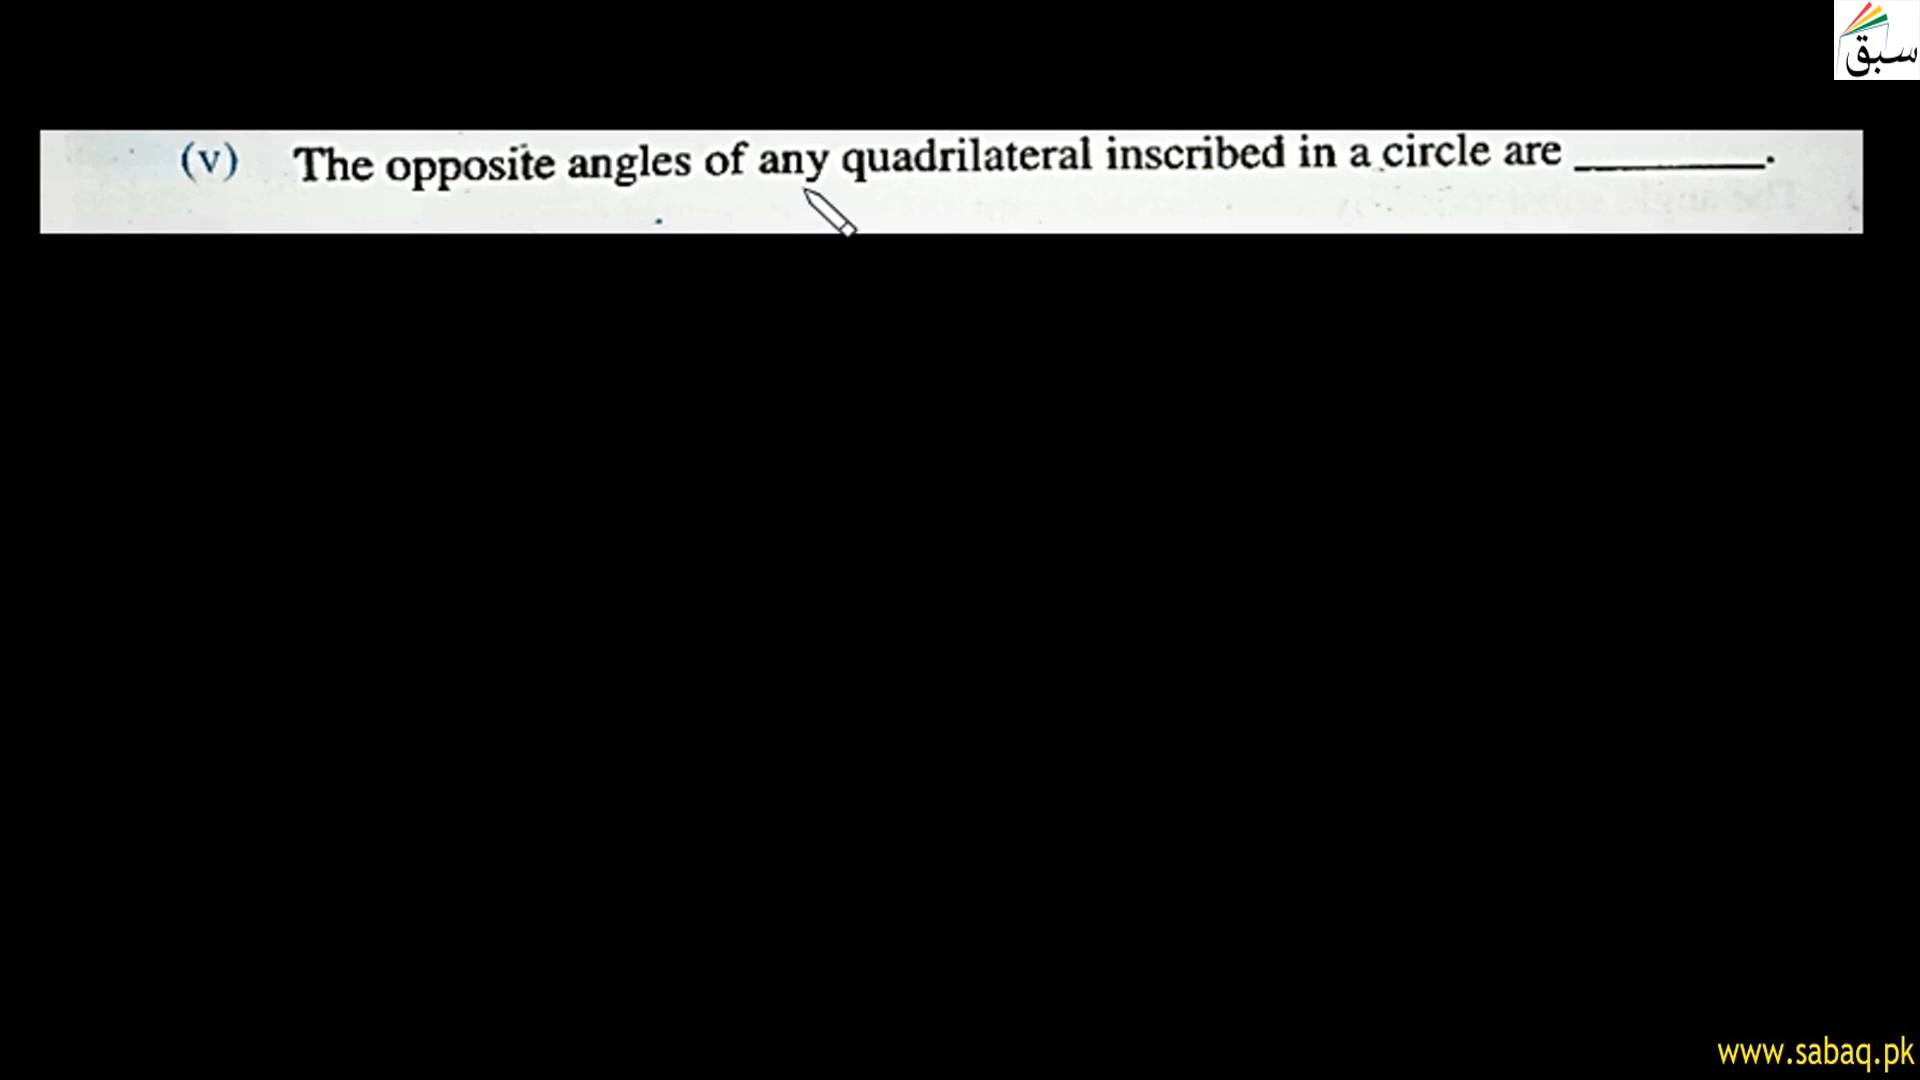 سبق
(v) The opposite angles of any quadrilateral inscribed in a circle are ________.
www.sabaq.pk